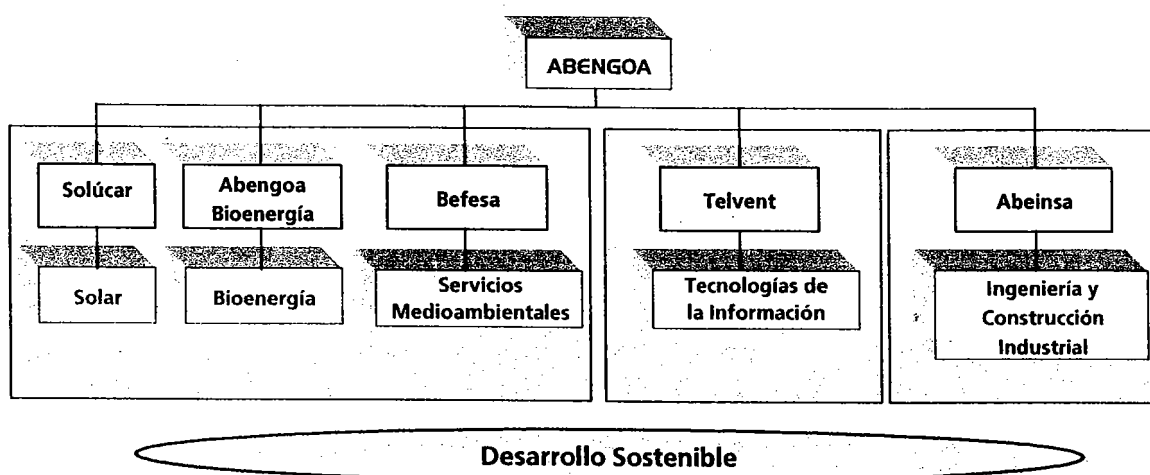 ABENGOA
Solúcar
Abengoa
Bioenergía
Befesa
Telvent
Abeinsa
Solar
Bioenergía
Servicios
Medioambientales
Tecnologías de
la Información
Ingeniería y
Construcción
Industrial
Desarrollo Sostenible